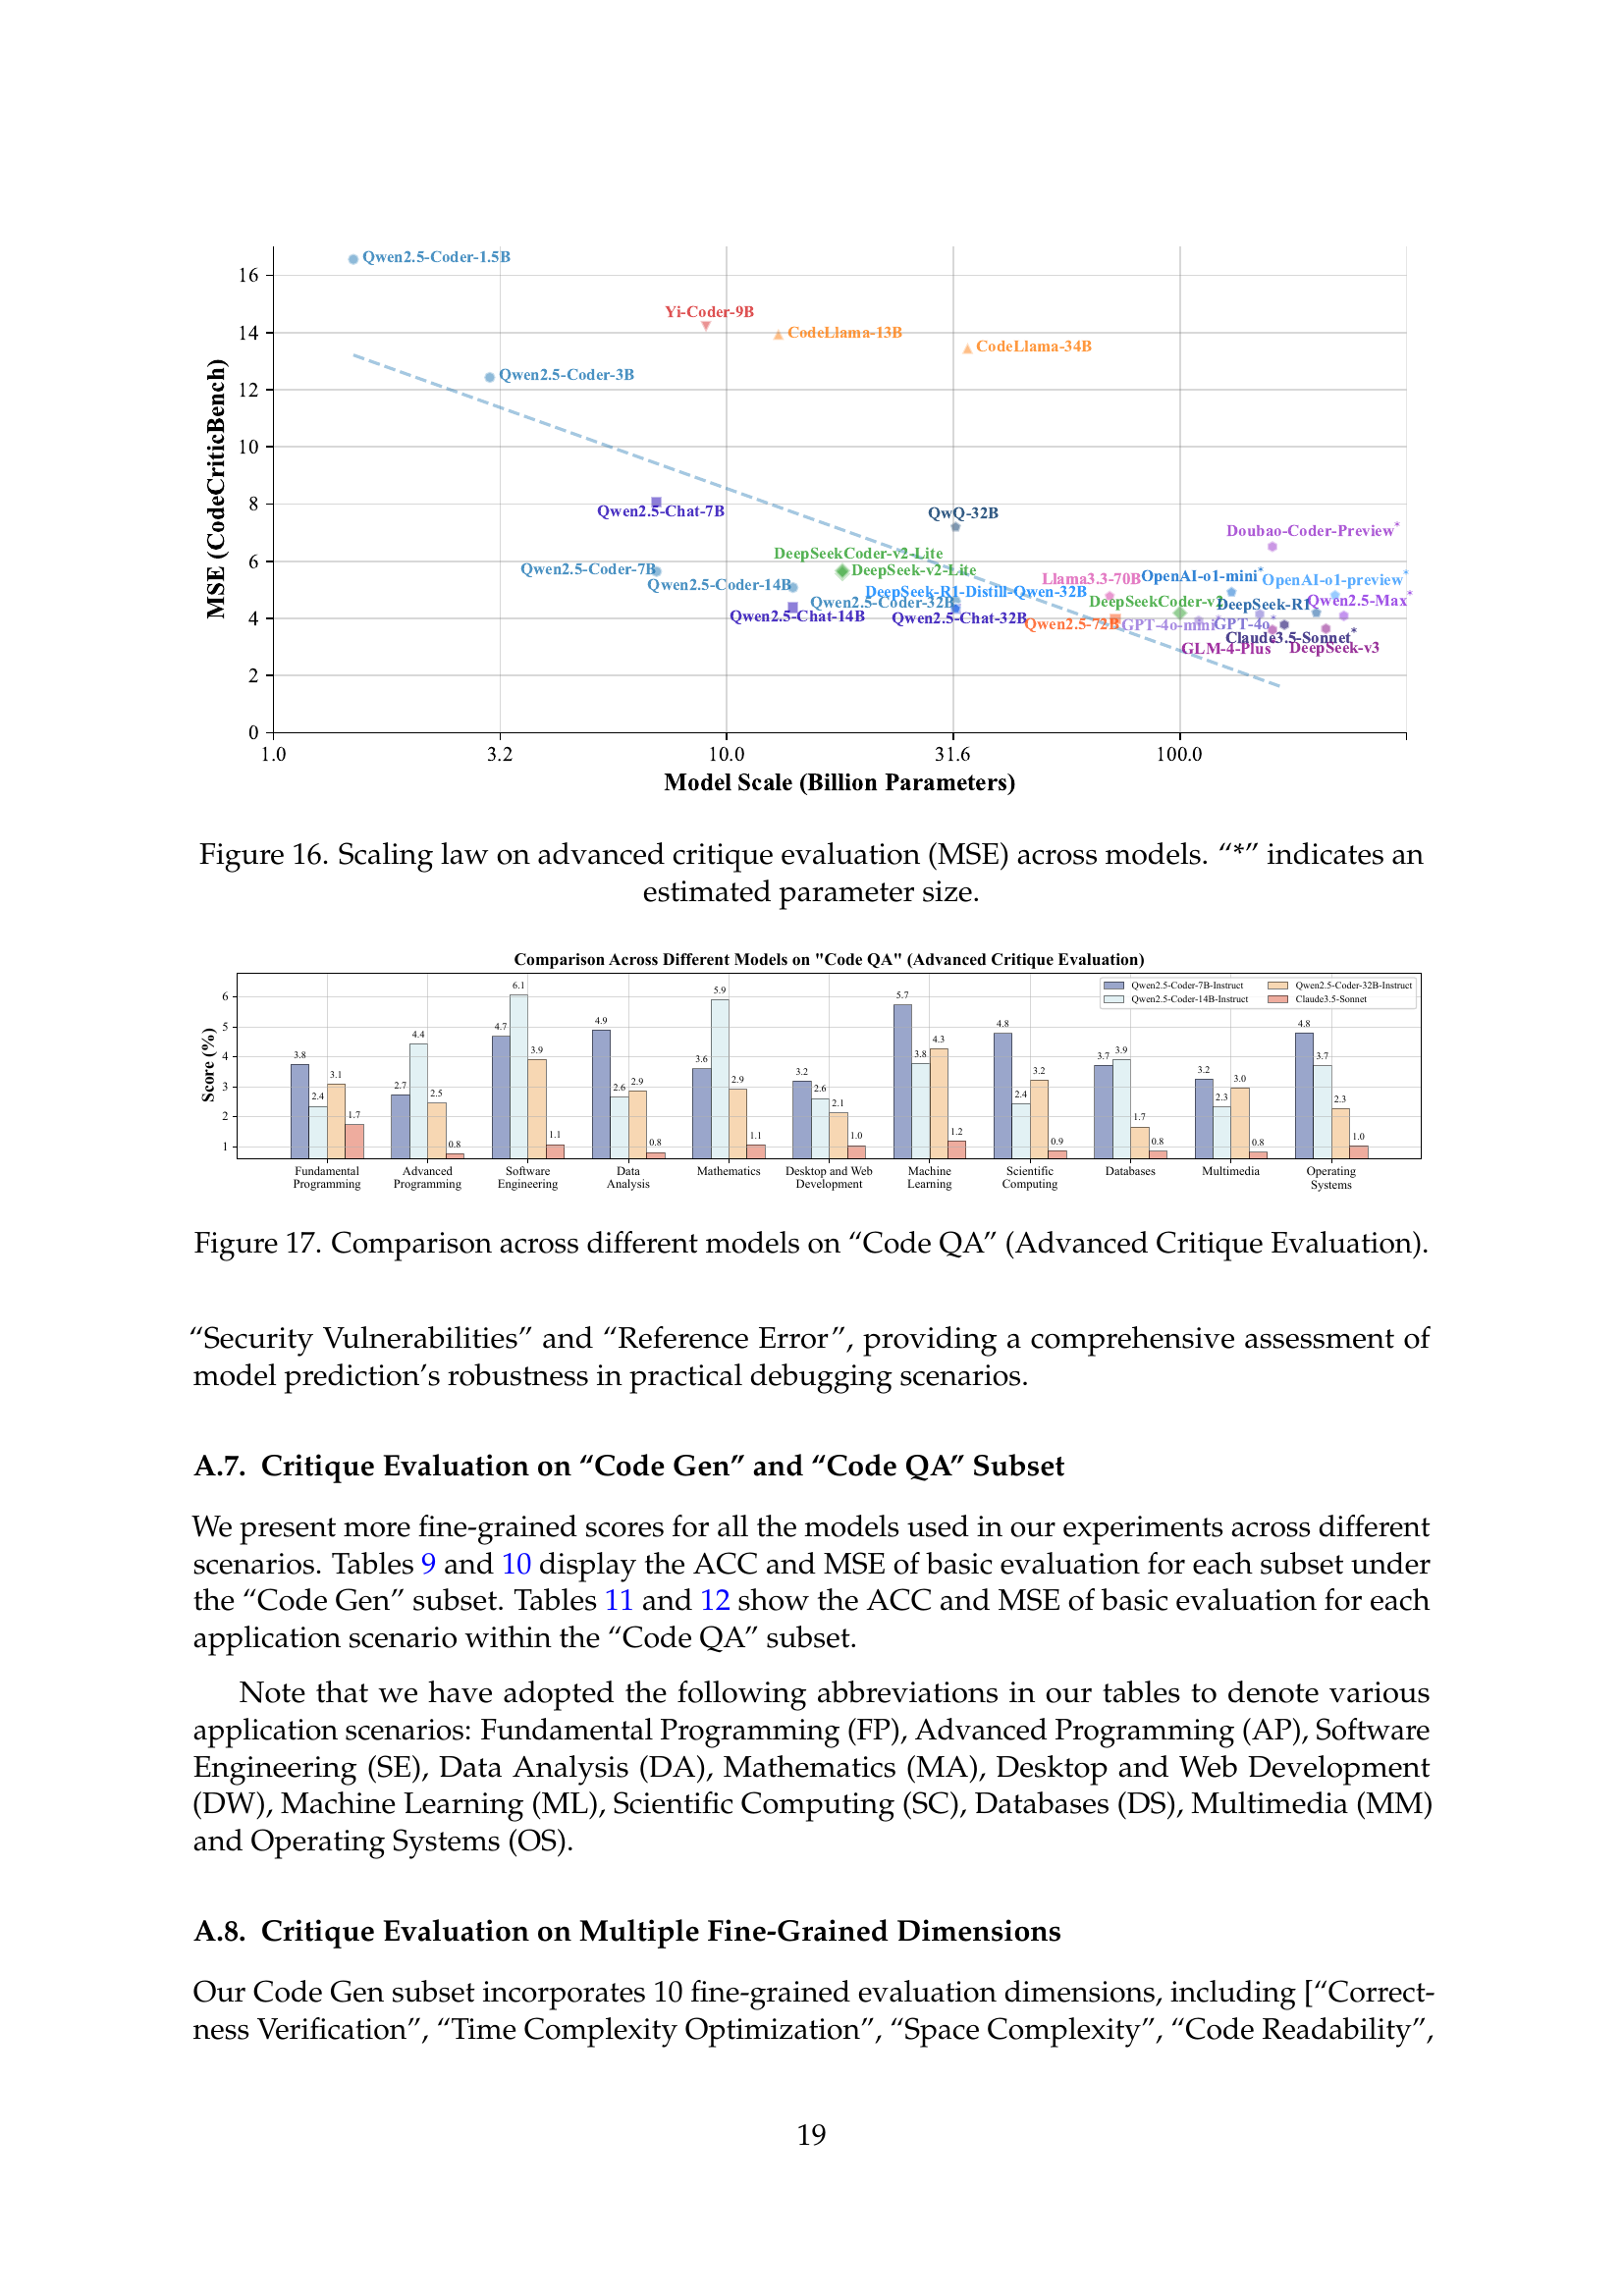 Qwen2.5-Coder-1.5B
Yi-Coder-9B
CodeLlama-13B
CodeLlama-34B
Qwen2.5-Coder-3B
Qwen2.5-Chat-7B
QwQ-32B
Doubao-Coder-Preview*
DeepSeekCoder-v2-Lite
Qwen2.5-Coder-7B
DeepSeek-v2-Lite
Qwen2.5-Coder-14B
Llama3.3-70B
OpenAI-o1-mini*
OpenAI-o1-preview*
DeepSeek-R1-Distill-Qwen-32B
Qwen2.5-Coder-32B
DeepSeekCoder-v2
DeepSeek-R1
Qwen2.5-Max*
Qwen2.5-Chat-14B
Qwen2.5-Chat-32B
Qwen2.5-72B
GPT-4o-mini*
GPT-4o*
Claude3.5-Sonnet*
GLM-4-Plus
DeepSeek-v3
MSE (CodeCriticBench)
16
14
12
10
8
6
4
2
0
1.0 3.2 10.0 31.6 100.0
Model Scale (Billion Parameters)
Figure 16. Scaling law on advanced critique evaluation (MSE) across models. “*” indicates an
estimated parameter size.
Comparison Across Different Models on "Code QA" (Advanced Critique Evaluation)
Qwen2.5-Coder-7B-Instruct Qwen2.5-Coder-32B-Instruct
Qwen2.5-Coder-14B-Instruct Claude3.5-Sonnet
Score (%)
6
5
4
3
2
1
3.8 2.4 3.1 1.7
2.7 4.4 2.5 0.8
4.7 6.1 3.9 1.1
4.9 2.6 2.9 0.8
3.6 5.9 2.9 1.1
3.2 2.6 2.1 1.0
5.7 3.8 4.3 1.2
4.8 2.4 3.2 0.9
3.7 3.9 1.7 0.8
3.2 2.3 3.0 0.8
4.8 3.7 2.3 1.0
Fundamental Advanced Software Data Mathematics Desktop and Web Machine Scientific Databases Multimedia Operating
Programming Programming Engineering Analysis Development Learning Computing Systems
Figure 17. Comparison across different models on “Code QA” (Advanced Critique Evaluation).
“Security Vulnerabilities” and “Reference Error”, providing a comprehensive assessment of
model prediction’s robustness in practical debugging scenarios.
A.7. Critique Evaluation on “Code Gen” and “Code QA” Subset
We present more fine-grained scores for all the models used in our experiments across different
scenarios. Tables 9 and 10 display the ACC and MSE of basic evaluation for each subset under
the “Code Gen” subset. Tables 11 and 12 show the ACC and MSE of basic evaluation for each
application scenario within the “Code QA” subset.
Note that we have adopted the following abbreviations in our tables to denote various
application scenarios: Fundamental Programming (FP), Advanced Programming (AP), Software
Engineering (SE), Data Analysis (DA), Mathematics (MA), Desktop and Web Development
(DW), Machine Learning (ML), Scientific Computing (SC), Databases (DS), Multimedia (MM)
and Operating Systems (OS).
A.8. Critique Evaluation on Multiple Fine-Grained Dimensions
Our Code Gen subset incorporates 10 fine-grained evaluation dimensions, including [“Correct-
ness Verification”, “Time Complexity Optimization”, “Space Complexity”, “Code Readability”,
19